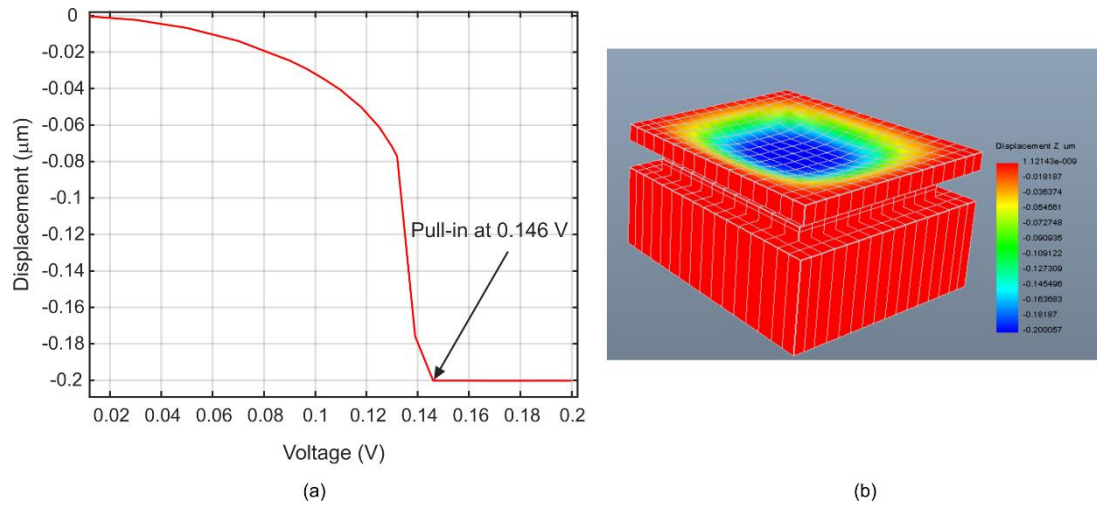 0
-0.02
-0.04
-0.06
-0.08
-0.1
-0.12
-0.14
-0.16
-0.18
-0.2
Displacement (μm)
Pull-in at 0.146 V
0.02 0.04 0.06 0.08 0.1 0.12 0.14 0.16 0.18 0.2
Voltage (V)
(a)
Displacement Z um
1.12143e-009
-0.018187
-0.036374
-0.054561
-0.072748
-0.090935
-0.109122
-0.127309
-0.145496
-0.163683
-0.18187
-0.200057
(b)